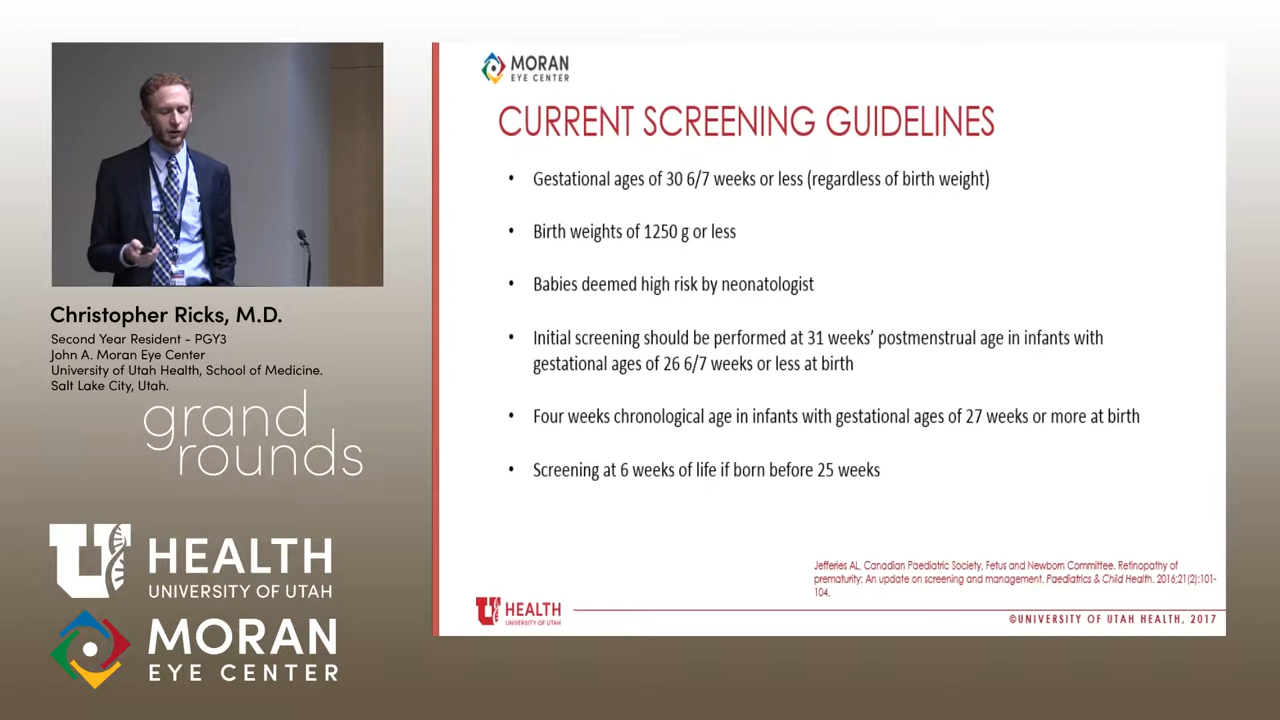 Christopher Ricks, M.D.
Second Year Resident - PGY3
John A. Moran Eye Center
University of Utah Health, School of Medicine.
Salt Lake City, Utah.
grand
rounds
U HEALTH
UNIVERSITY OF UTAH
MORAN
EYE CENTER
MORAN
EYE CENTER
CURRENT SCREENING GUIDELINES
• Gestational ages of 30 6/7 weeks or less (regardless of birth weight)
• Birth weights of 1250 g or less
• Babies deemed high risk by neonatologist
• Initial screening should be performed at 31 weeks’ postmenstrual age in infants with
gestational ages of 26 6/7 weeks or less at birth
• Four weeks chronological age in infants with gestational ages of 27 weeks or more at birth
• Screening at 6 weeks of life if born before 25 weeks
Jefferies AL, Canadian Paediatric Society, Fetus and Newborn Committee. Retinopathy of
prematurity: An update on screening and management. Paediatrics & Child Health. 2016;21(2):101-
104.
U HEALTH
UNIVERSITY OF UTAH
©UNIVERSITY OF UTAH HEALTH, 2017